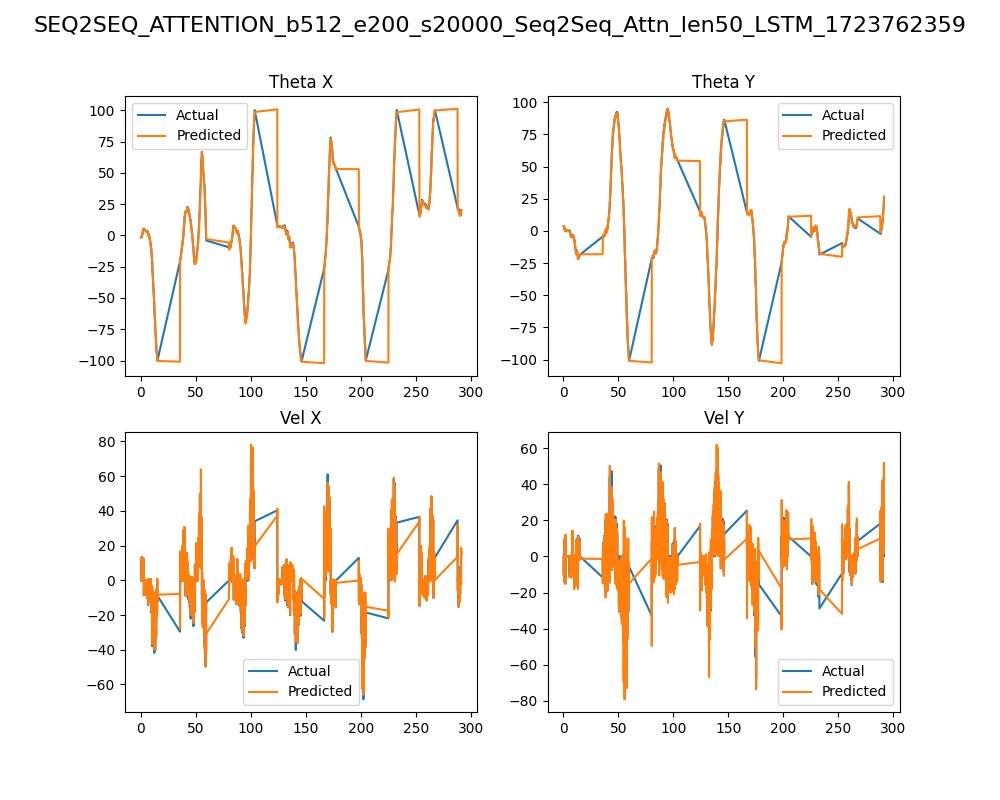 SEQ2SEQ_ATTENTION_b512_e200_s20000_Seq2Seq_Attn_len50_LSTM_1723762359
Theta X
100
75
50
25
0
−25
−50
−75
−100
Actual
Predicted
0 50 100 150 200 250 300
Theta Y
100
75
50
25
0
−25
−50
−75
−100
Actual
Predicted
0 50 100 150 200 250 300
Vel X
80
60
40
20
0
−20
−40
−60
Actual
Predicted
0 50 100 150 200 250 300
Vel Y
60
40
20
0
−20
−40
−60
−80
Actual
Predicted
0 50 100 150 200 250 300